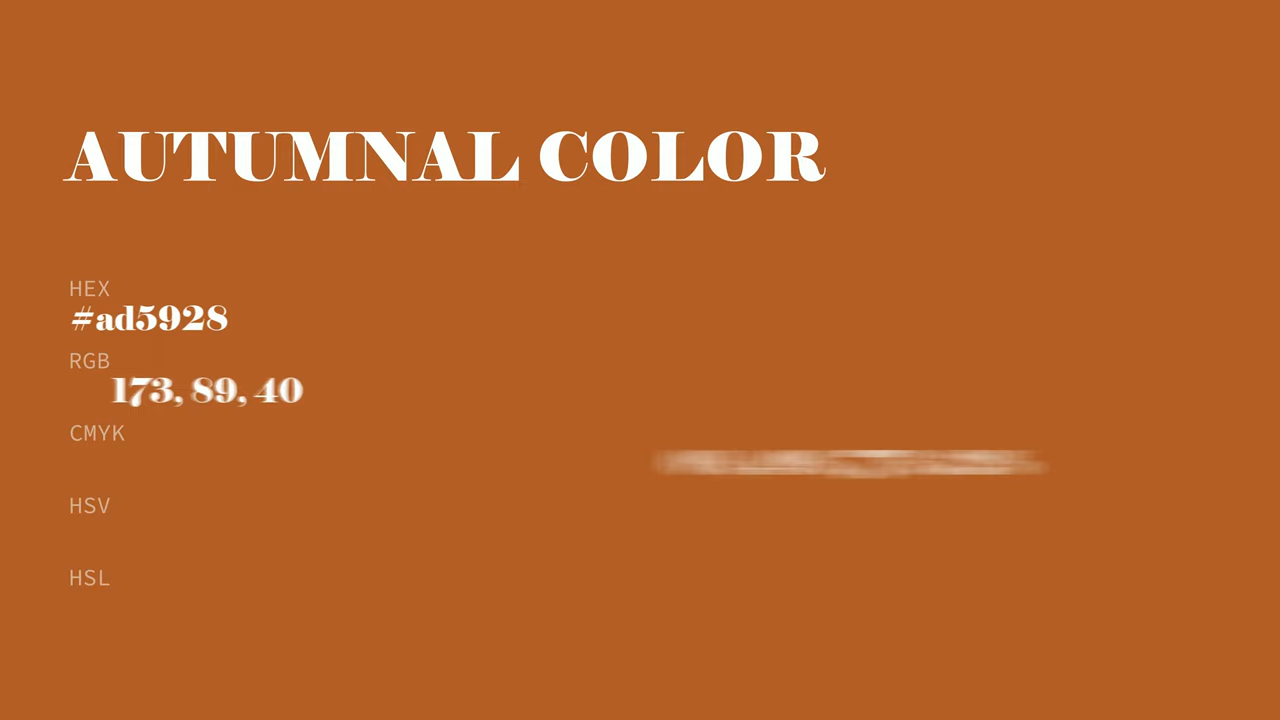 AUTUMNAL COLOR
HEX
#ad5928
RGB
173, 89, 40
CMYK
HSV
HSL